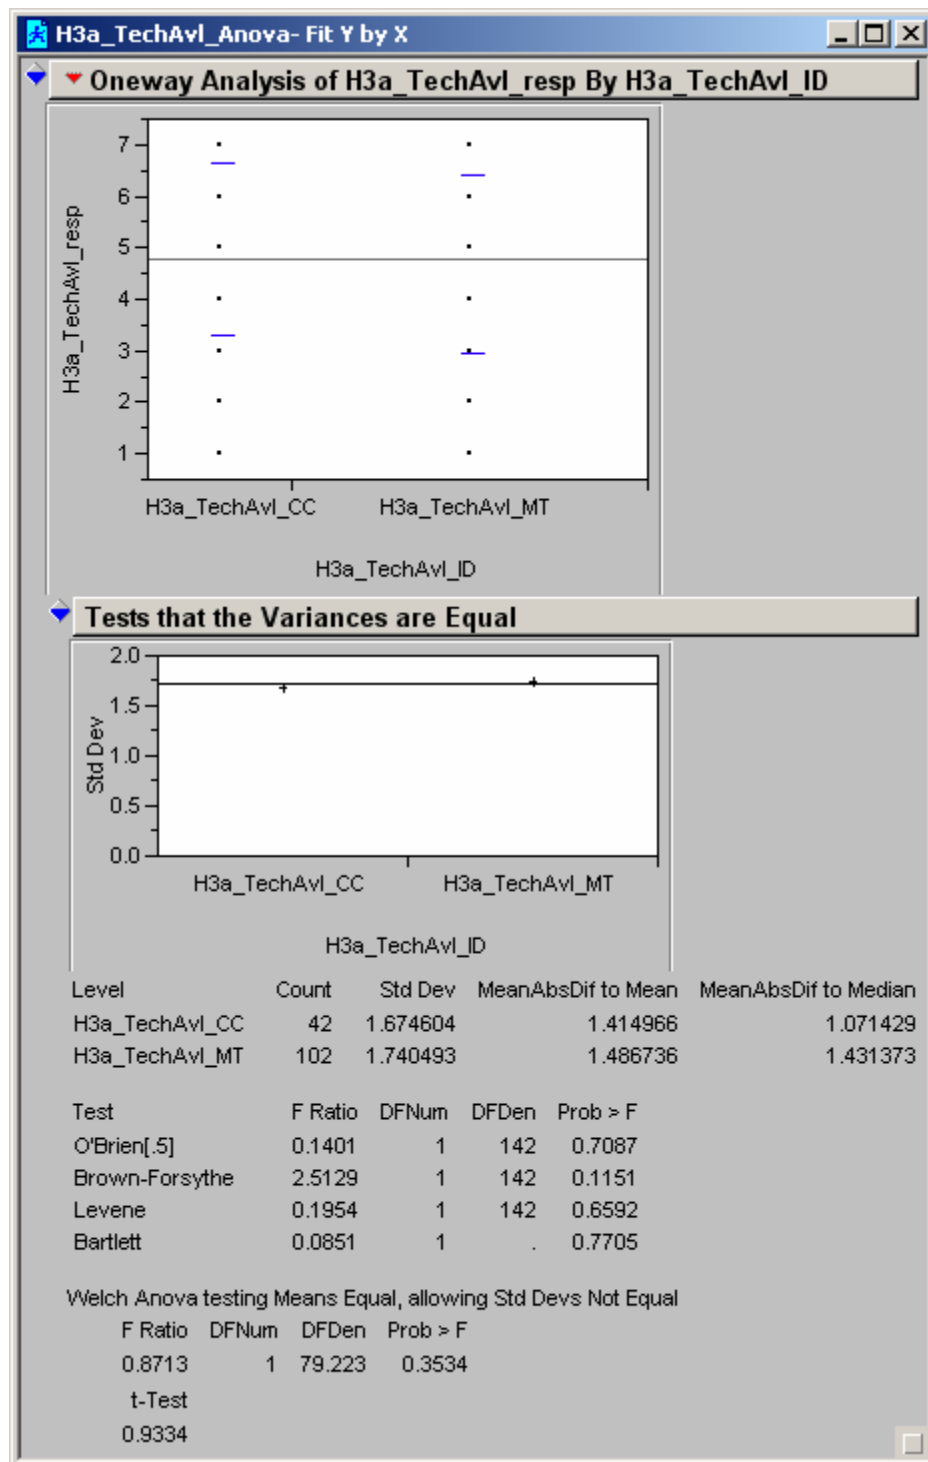 H3a_TechAvl_Anova- Fit Y by X
Oneway Analysis of H3a_TechAvl_resp By H3a_TechAvl_ID
H3a_TechAvl_resp
7
6
5
4
3
2
1
H3a_TechAvl_CC H3a_TechAvl_MT
H3a_TechAvl_ID
Tests that the Variances are Equal
Std Dev
2.0
1.5
1.0
0.5
0.0
H3a_TechAvl_CC H3a_TechAvl_MT
H3a_TechAvl_ID
Level Count Std Dev MeanAbsDif to Mean MeanAbsDif to Median
H3a_TechAvl_CC 42 1.674604 1.414966 1.071429
H3a_TechAvl_MT 102 1.740493 1.486736 1.431373
Test F Ratio DFNum DFDen Prob > F
O'Brien[.5] 0.1401 1 142 0.7087
Brown-Forsythe 2.5129 1 142 0.1151
Levene 0.1954 1 142 0.6592
Bartlett 0.0851 1 . 0.7705
Welch Anova testing Means Equal, allowing Std Devs Not Equal
F Ratio DFNum DFDen Prob > F
0.8713 1 79.223 0.3534
t-Test
0.9334